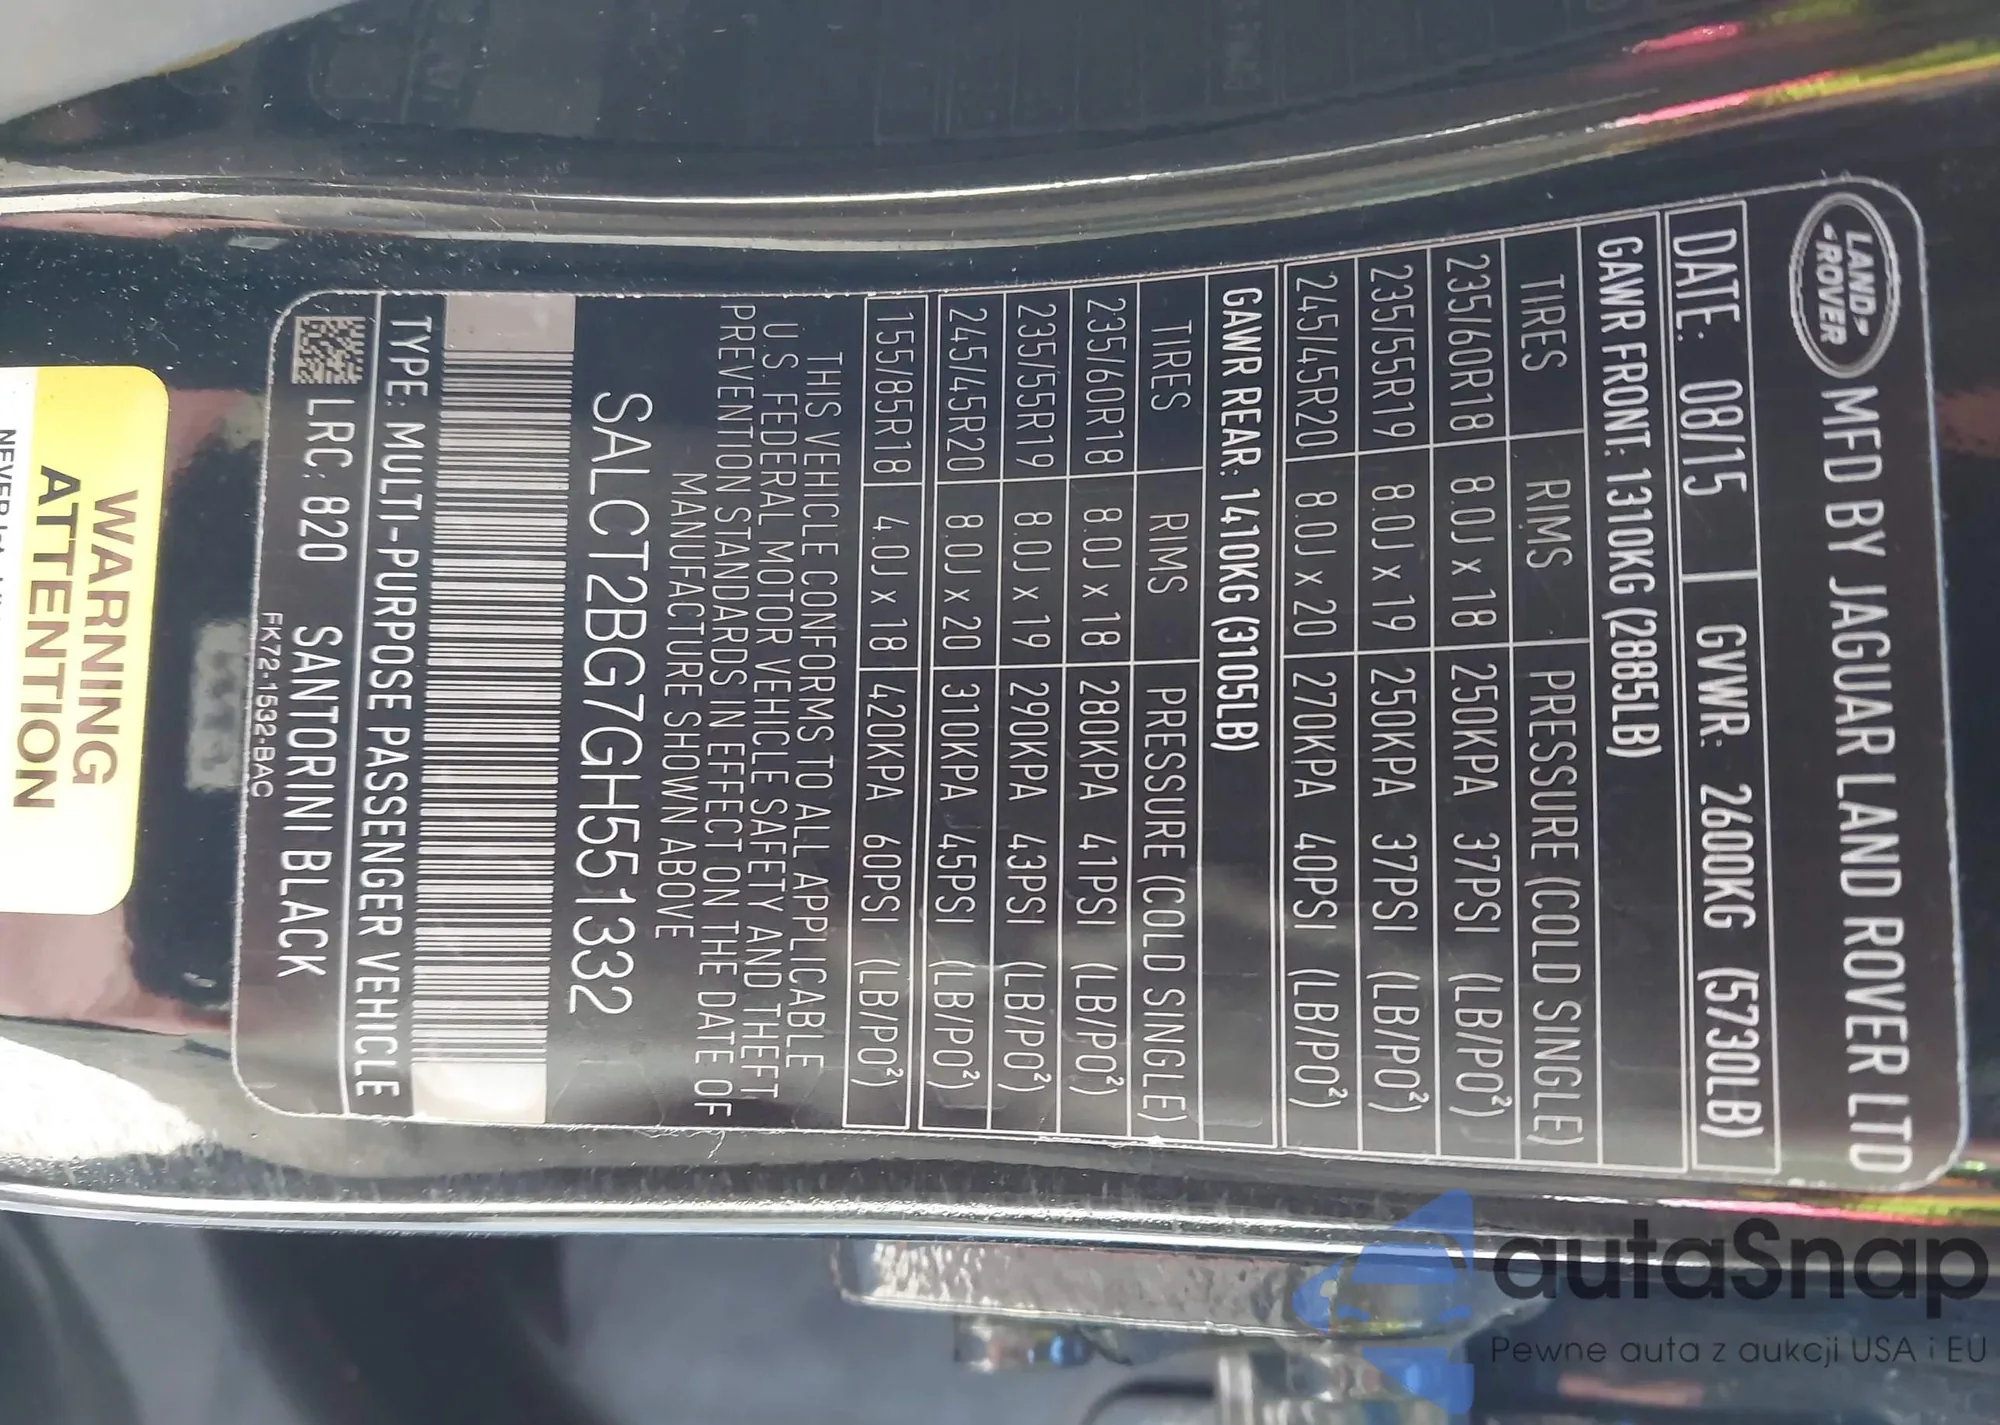 LAND-
-ROVER
MFD BY JAGUAR LAND ROVER LTD
DATE: 08/15 GVWR: 2600KG (5730LB)
GAWR FRONT: 1310KG (2885LB)
TIRES RIMS PRESSURE (COLD SINGLE)
235/60R18 8.0J x 18 250KPA 37PSI (LB/PO²)
235/55R19 8.0J x 19 250KPA 37PSI (LB/PO²)
245/45R20 8.0J x 20 270KPA 40PSI (LB/PO²)
GAWR REAR: 1410KG (3105LB)
TIRES RIMS PRESSURE (COLD SINGLE)
235/60R18 8.0J x 18 280KPA 41PSI (LB/PO²)
235/55R19 8.0J x 19 290KPA 43PSI (LB/PO²)
245/45R20 8.0J x 20 310KPA 45PSI (LB/PO²)
155/85R18 4.0J x 18 420KPA 60PSI (LB/PO²)
THIS VEHICLE CONFORMS TO ALL APPLICABLE
U.S. FEDERAL MOTOR VEHICLE SAFETY AND THEFT
PREVENTION STANDARDS IN EFFECT ON THE DATE OF
MANUFACTURE SHOWN ABOVE
SALCT2BG7GH551332
TYPE: MULTI-PURPOSE PASSENGER VEHICLE
LRC: 820 SANTORINI BLACK
FK72-1532-BAC
WARNING
ATTENTION
NEVER
autaSnap
Pewne auta z aukcji USA i EU